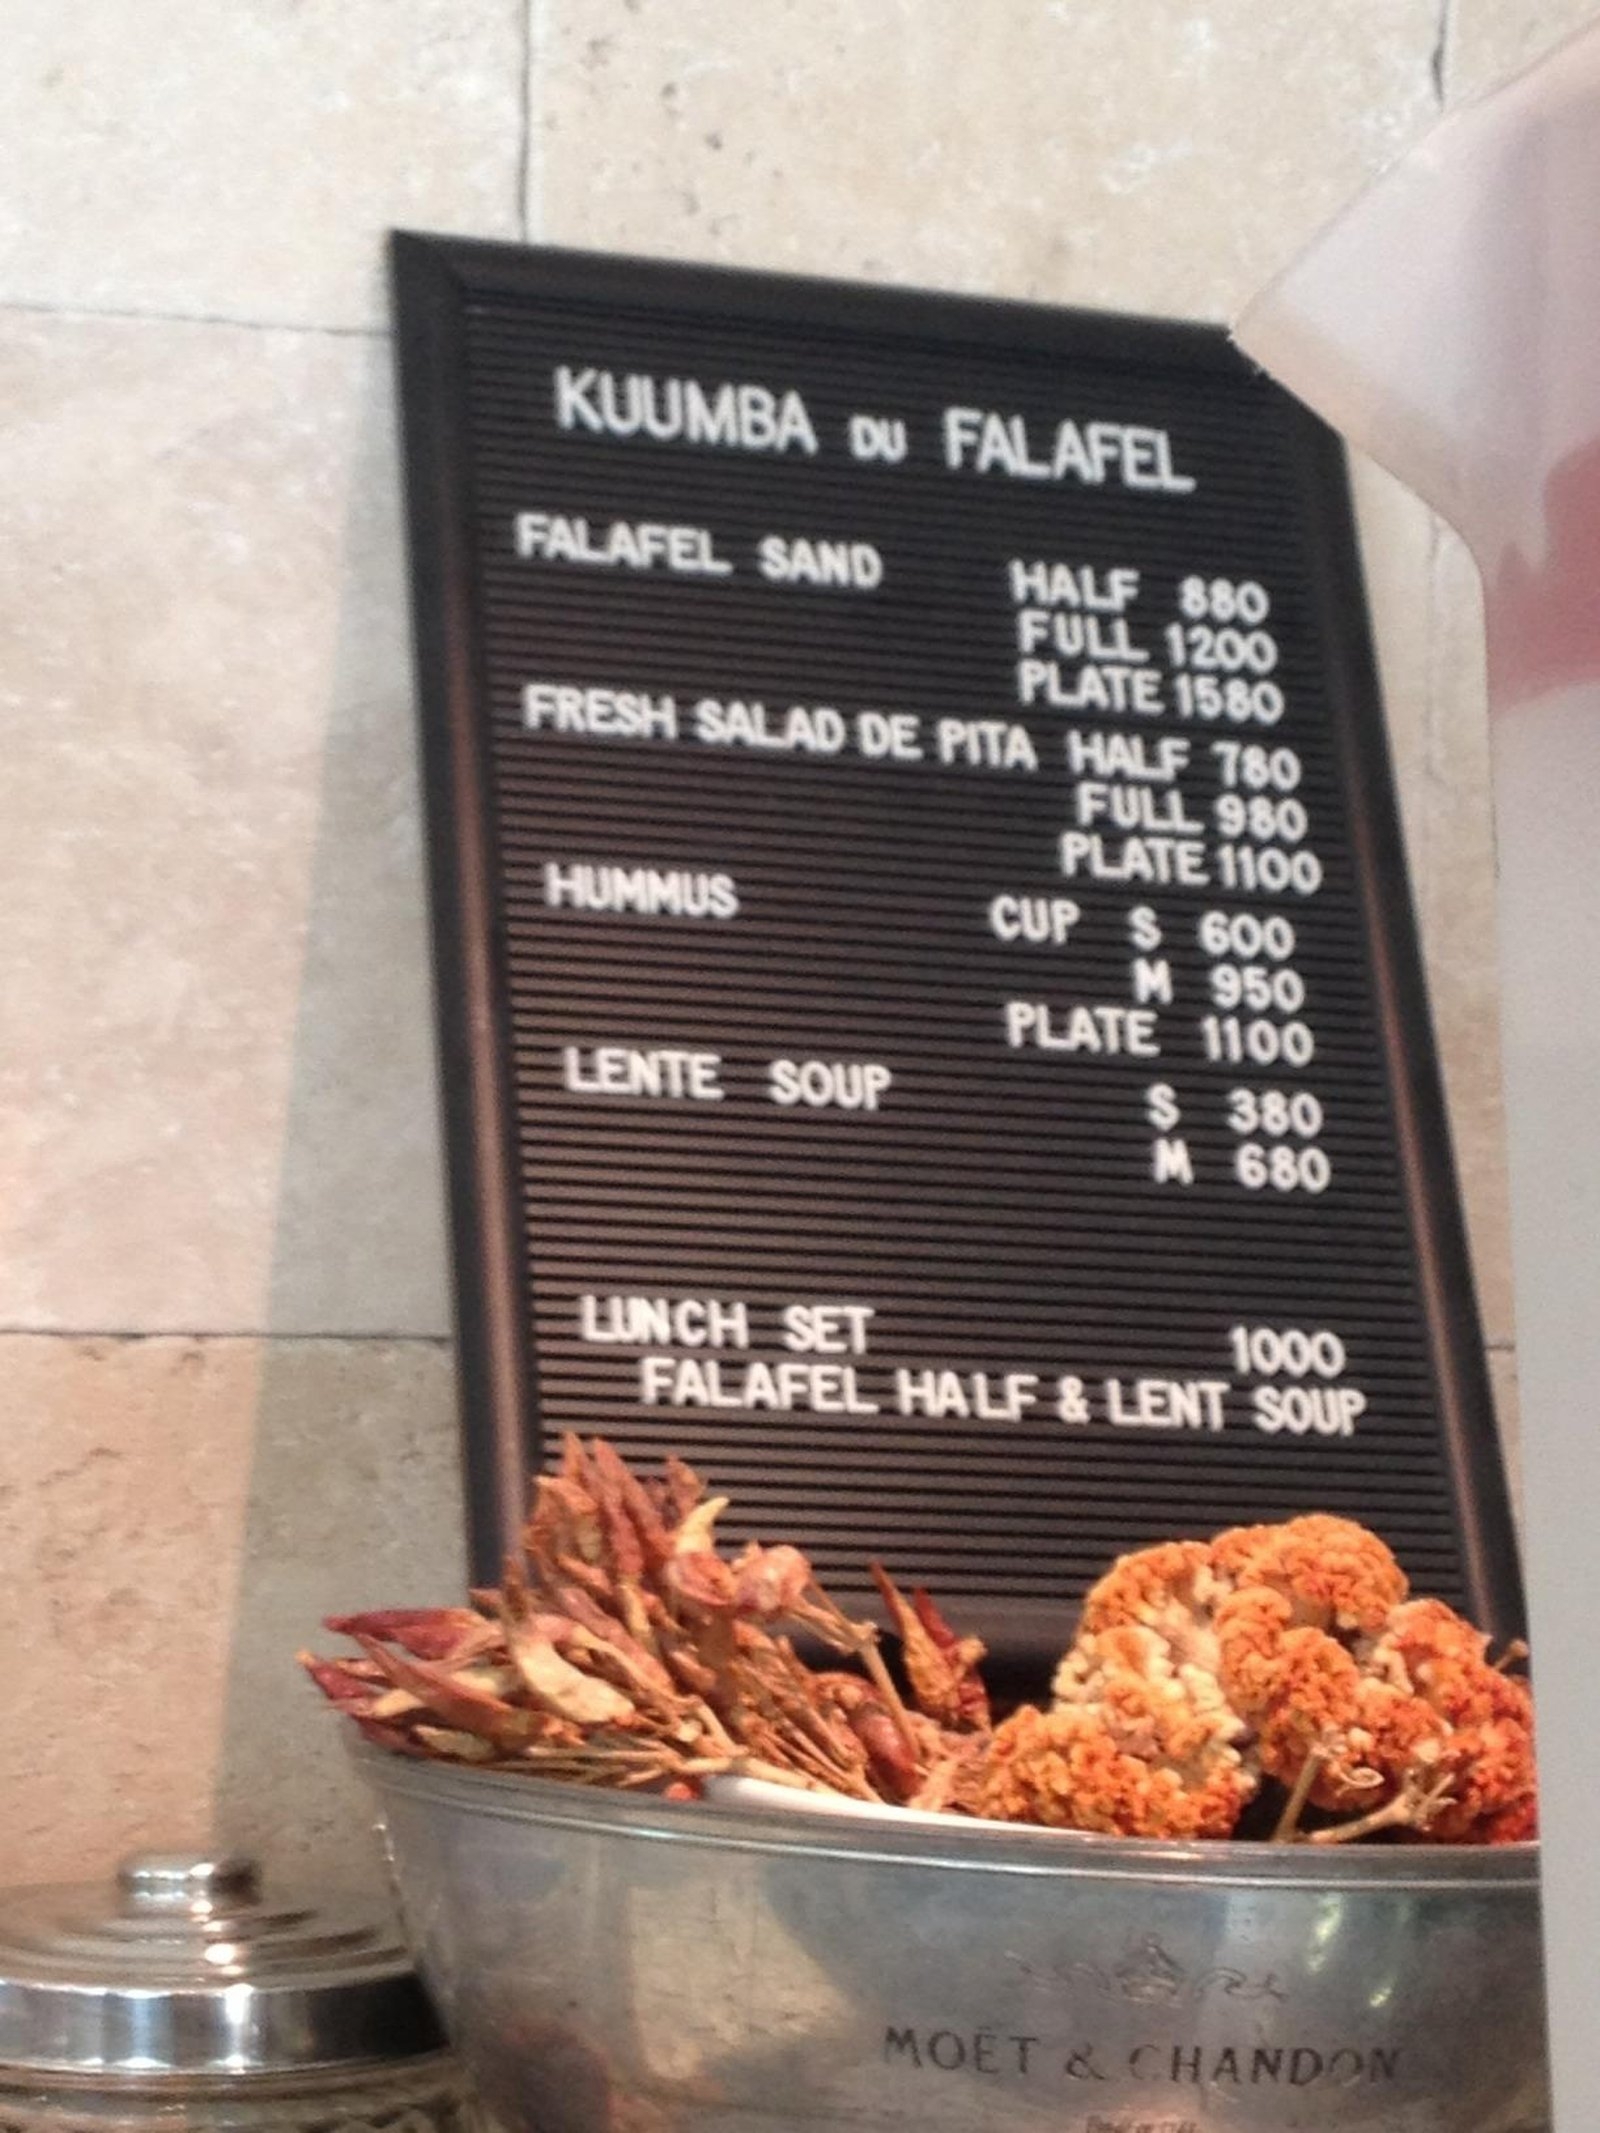 KUUMBA DU FALAFEL
FALAFEL SAND HALF 880
FULL 1200
PLATE 1580
FRESH SALAD DE PITA HALF 780
FULL 980
PLATE 1100
HUMMUS CUP S 600
M 950
PLATE 1100
LENTE SOUP S 380
M 680
LUNCH SET 1000
FALAFEL HALF & LENT SOUP
MOËT & CHANDON